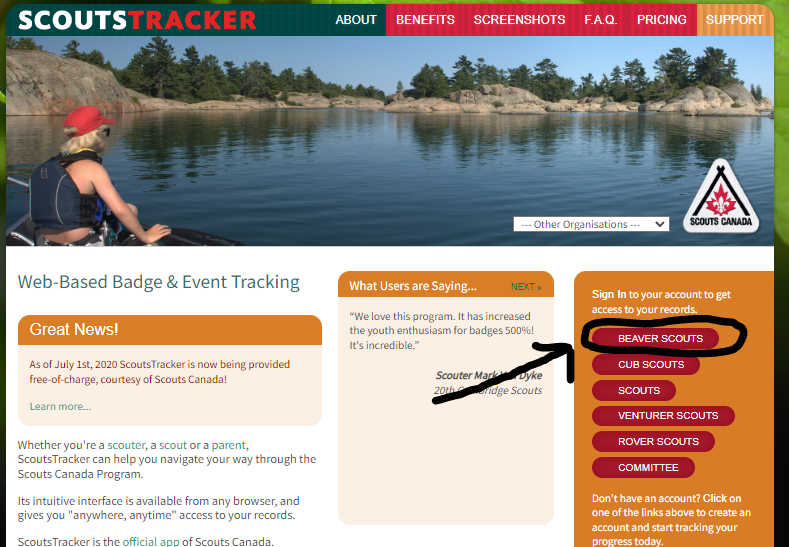 SCOUTSTRACKER
ABOUT BENEFITS SCREENSHOTS F.A.Q. PRICING SUPPORT
--- Other Organisations ---
SCOUTS CANADA
Web-Based Badge & Event Tracking
Great News!
As of July 1st, 2020 ScoutsTracker is now being provided
free-of-charge, courtesy of Scouts Canada!
Learn more...
Whether you're a scouter, a scout or a parent,
ScoutsTracker can help you navigate your way through the
Scouts Canada Program.
Its intuitive interface is available from any browser, and
gives you "anywhere, anytime" access to your records.
ScoutsTracker is the official app of Scouts Canada.
What Users are Saying... NEXT »
“We love this program. It has increased
the youth enthusiasm for badges 500%!
It's incredible.”
Scouter Mark Dyke
20th Scouts
Sign In to your account to get
access to your records.
BEAVER SCOUTS
CUB SCOUTS
SCOUTS
VENTURER SCOUTS
ROVER SCOUTS
COMMITTEE
Don't have an account? Click on
one of the links above to create an
account and start tracking your
progress today.